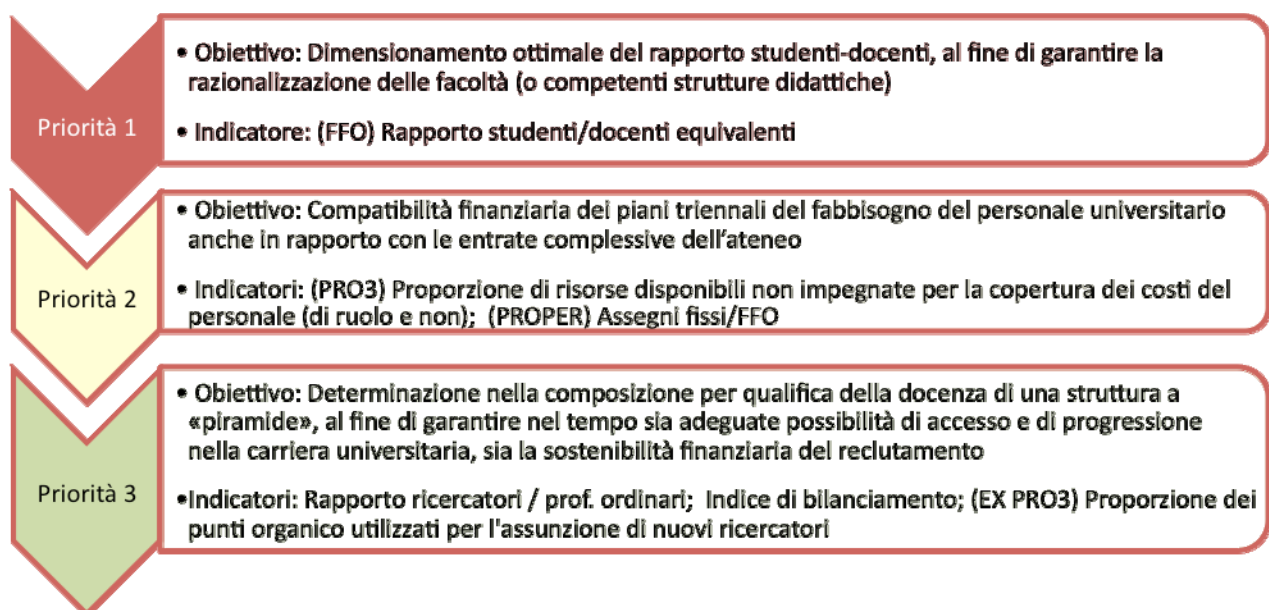 Priorità 1
• Obiettivo: Dimensionamento ottimale del rapporto studenti-docenti, al fine di garantire la
razionalizzazione delle facoltà (o competenti strutture didattiche)
• Indicatore: (FFO) Rapporto studenti/docenti equivalenti
Priorità 2
• Obiettivo: Compatibilità finanziaria dei piani triennali del fabbisogno del personale universitario
anche in rapporto con le entrate complessive dell'ateneo
• Indicatori: (PRO3) Proporzione di risorse disponibili non impegnate per la copertura dei costi del
personale (di ruolo e non); (PROPER) Assegni fissi/FFO
Priorità 3
• Obiettivo: Determinazione nella composizione per qualifica della docenza di una struttura a
«piramide», al fine di garantire nel tempo sia adeguate possibilità di accesso e di progressione
nella carriera universitaria, sia la sostenibilità finanziaria del reclutamento
•Indicatori: Rapporto ricercatori / prof. ordinari; Indice di bilanciamento; (EX PRO3) Proporzione dei
punti organico utilizzati per l'assunzione di nuovi ricercatori